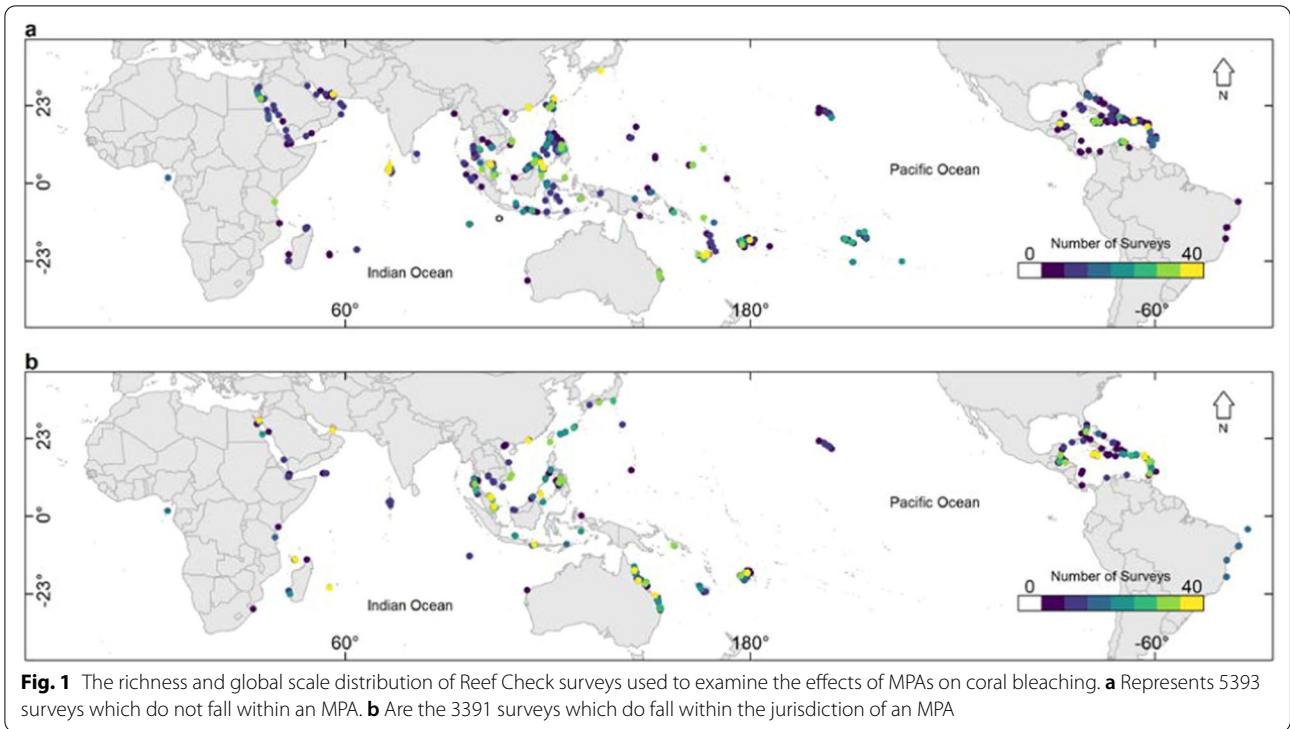 a
23°
0°
-23°
Indian Ocean
Pacific Ocean
N
Number of Surveys
0 40
60° 180° -60°
b
23°
0°
-23°
Indian Ocean
Pacific Ocean
N
Number of Surveys
0 40
60° 180° -60°
Fig. 1 The richness and global scale distribution of Reef Check surveys used to examine the effects of MPAs on coral bleaching. a Represents 5393
surveys which do not fall within an MPA. b Are the 3391 surveys which do fall within the jurisdiction of an MPA